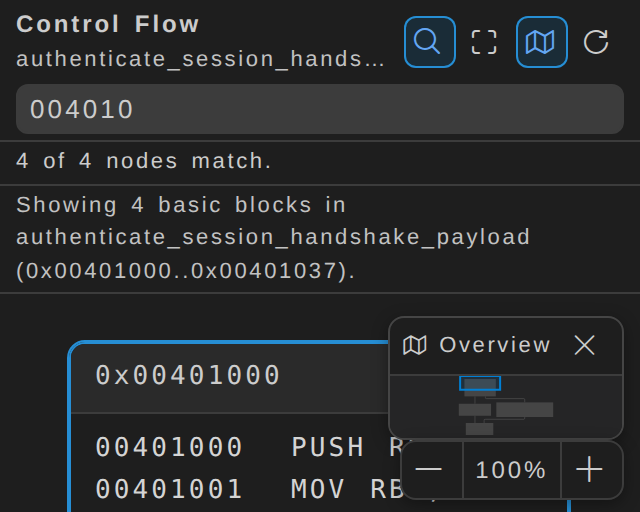 Control Flow
authenticate_session_hands…
004010
4 of 4 nodes match.
Showing 4 basic blocks in
authenticate_session_handshake_payload
(0x00401000..0x00401037).
Overview
0x00401000
00401000 PUSH
00401001 MOV
100%